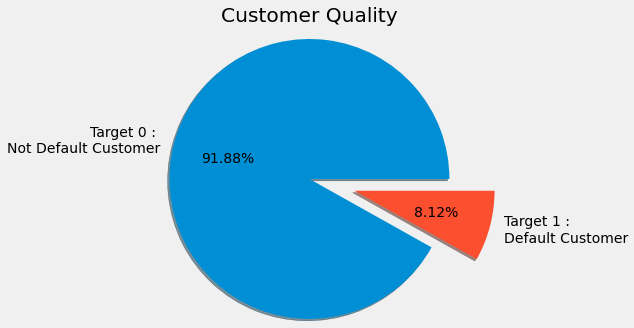 Customer Quality
Target 0 :
Not Default Customer
91.88%
8.12%
Target 1 :
Default Customer